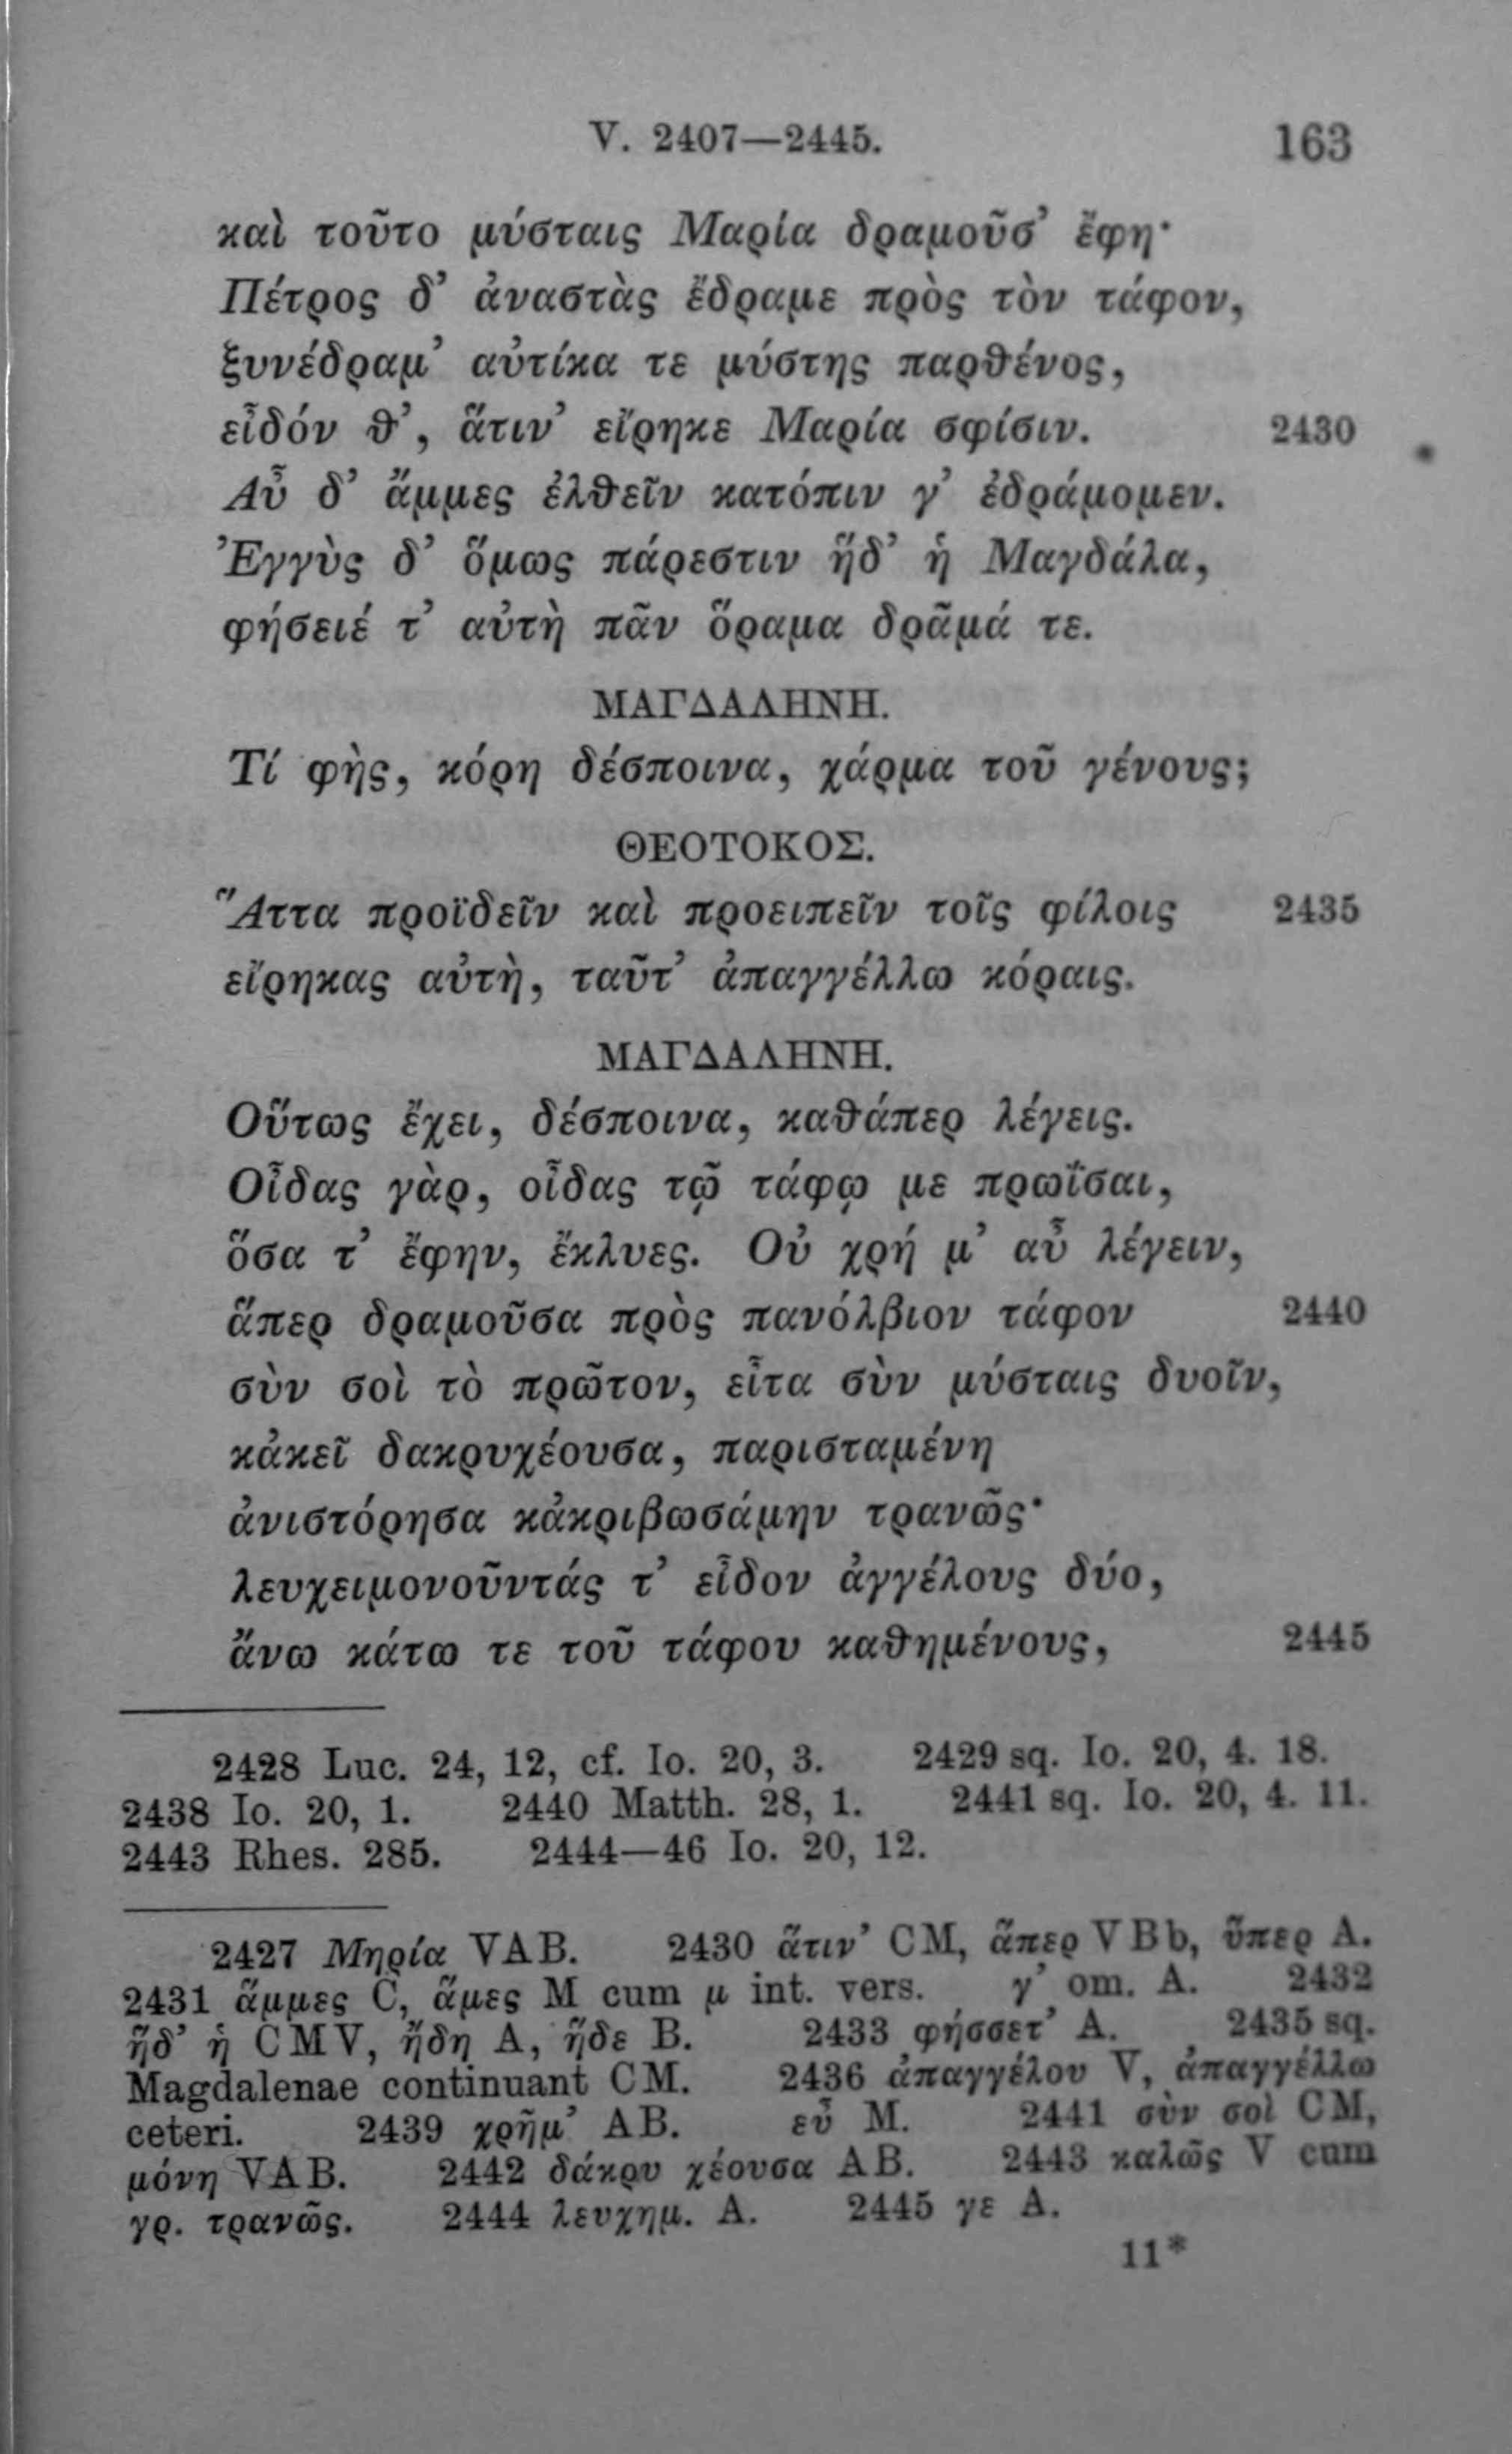 V. 2407—2445. 163
καὶ τοῦτο μύσταις Μαρία δραμοῦσ’ ἔφη·
Πέτρος δ’ ἀναστὰς ἔδραμε πρὸς τὸν τάφον,
ξυνέδραμ’ αὐτίκα τε μύστης παρθένος,
εἶδόν θ’, ἅτιν’ εἴρηκε Μαρία σφίσιν. 2430
Αὖ δ’ ἄμμες ἐλθεῖν κατόπιν γ’ ἐδράμομεν.
Ἐγγὺς δ’ ὅμως πάρεστιν ἥδ’ ἡ Μαγδάλα,
φήσειέ τ’ αὐτὴ πᾶν ὅραμα δρᾶμά τε.
ΜΑΓΔΑΛΗΝΗ.
Τί φὴς, κόρη δέσποινα, χάρμα τοῦ γένους;
ΘΕΟΤΟΚΟΣ.
Ἅττα προϊδεῖν καὶ προειπεῖν τοῖς φίλοις 2435
εἴρηκας αὐτὴ, ταῦτ’ ἀπαγγέλλω κόραις.
ΜΑΓΔΑΛΗΝΗ.
Οὕτως ἔχει, δέσποινα, καθάπερ λέγεις.
Οἶδας γὰρ, οἶδας τῷ τάφῳ με πρωΐσαι,
ὅσα τ’ ἔφην, ἔκλυες. Οὐ χρή μ’ αὖ λέγειν,
ἅπερ δραμοῦσα πρὸς πανόλβιον τάφον 2440
σὺν σοὶ τὸ πρῶτον, εἶτα σὺν μύσταις δυοῖν,
κἀκεῖ δακρυχέουσα, παρισταμένη
ἀνιστόρησα κἀκριβωσάμην τρανῶς·
λευχειμονοῦντάς τ’ εἶδον ἀγγέλους δύο,
ἄνω κάτω τε τοῦ τάφου καθημένους, 2445
2428 Luc. 24, 12, cf. Io. 20, 3. 2429 sq. Io. 20, 4. 18.
2438 Io. 20, 1. 2440 Matth. 28, 1. 2441 sq. Io. 20, 4. 11.
2443 Rhes. 285. 2444—46 Io. 20, 12.
2427 Μηρία VAB. 2430 ἅτιν’ CM, ἅπερ VBb, ὅπερ A.
2431 ἄμμες C, ἄμες M cum μ int. vers. γ’ om. A. 2432
ἥδ’ ἡ CMV, ἤδη A, ἥδε B. 2433 φήσσετ’ A. 2435 sq.
Magdalenae continuant CM. 2436 ἀπαγγέλου V, ἀπαγγέλλω
ceteri. 2439 χρῆμ’ AB. εὖ M. 2441 σὺν σοὶ CM,
μόνη VAB. 2442 δάκρυ χέουσα AB. 2443 καλῶς V cum
γρ. τρανῶς. 2444 λευχημ. A. 2445 γε A.
11*